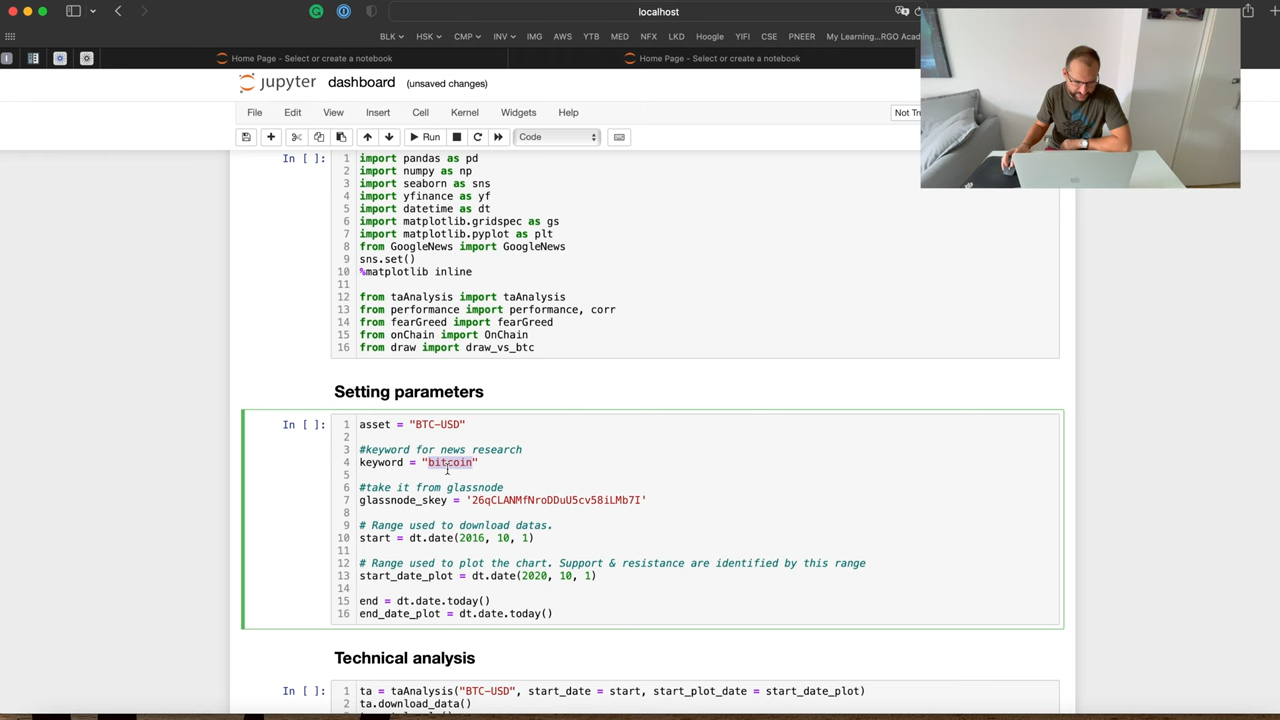 localhost
BLK HSK CMP INV IMG AWS YTB MED NFX LKD Hoogle YIFI CSE PNEER My Learning...RGO Acad
Home Page - Select or create a notebook
Home Page - Select or create a notebook
jupyter dashboard (unsaved changes)
File Edit View Insert Cell Kernel Widgets Help
Not
Run Code
In [ ]:
1 import pandas as pd
2 import numpy as np
3 import seaborn as sns
4 import yfinance as yf
5 import datetime as dt
6 import matplotlib.gridspec as gs
7 import matplotlib.pyplot as plt
8 from GoogleNews import GoogleNews
9 sns.set()
10 %matplotlib inline
11
12 from taAnalysis import taAnalysis
13 from performance import performance, corr
14 from fearGreed import fearGreed
15 from onChain import OnChain
16 from draw import draw_vs_btc
Setting parameters
In [ ]:
1 asset = "BTC-USD"
2
3 #keyword for news research
4 keyword = "bitcoin"
5
6 #take it from glassnode
7 glassnode_skey = '26qCLANMfNroDDuU5cv58iLMb7I'
8
9 # Range used to download datas.
10 start = dt.date(2016, 10, 1)
11
12 # Range used to plot the chart. Support & resistance are identified by this range
13 start_date_plot = dt.date(2020, 10, 1)
14
15 end = dt.date.today()
16 end_date_plot = dt.date.today()
Technical analysis
In [ ]:
1 ta = taAnalysis("BTC-USD", start_date = start, start_plot_date = start_date_plot)
2 ta.download_data()